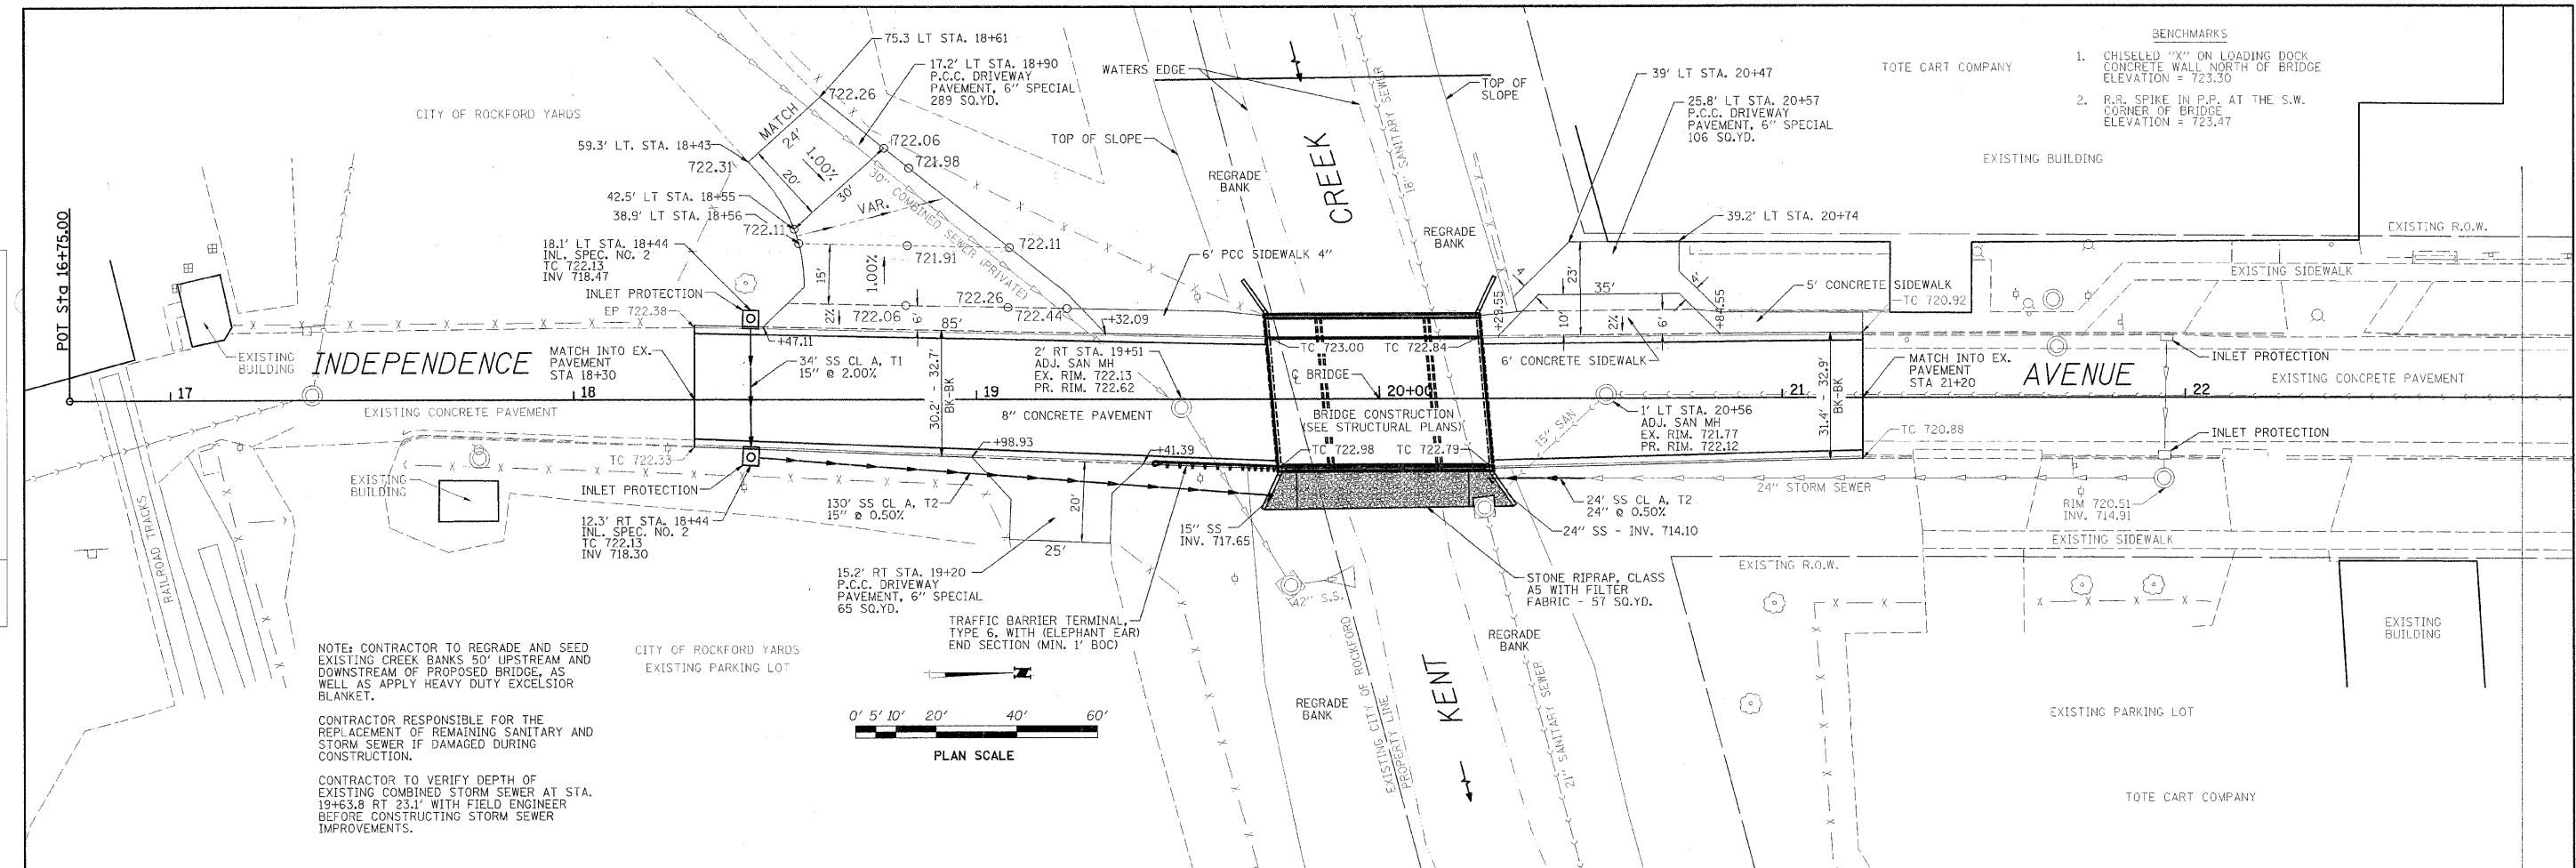 BENCHMARKS
1. CHISELED "X" ON LOADING DOCK
CONCRETE WALL NORTH OF BRIDGE
ELEVATION = 723.30
2. R.R. SPIKE IN P.P. AT THE S.W.
CORNER OF BRIDGE
ELEVATION = 723.47
TOTE CART COMPANY
EXISTING BUILDING
75.3 LT STA. 18+61
17.2' LT STA. 18+90
P.C.C. DRIVEWAY
PAVEMENT, 6" SPECIAL
289 SQ.YD.
CITY OF ROCKFORD YARDS
MATCH
24'
722.26
59.3' LT. STA. 18+43
722.31
1.00%
20'
30'
722.06
721.98
30" COMBINED SEWER (PRIVATE)
42.5' LT STA. 18+55
38.9' LT STA. 18+56
722.11
VAR.
722.11
721.91
15'
1.00%
722.26
722.06
722.44
2%
6'
85'
+32.09
18.1' LT STA. 18+44
INL. SPEC. NO. 2
TC 722.13
INV 718.47
INLET PROTECTION
EP 722.38
+47.11
WATERS EDGE
TOP OF SLOPE
REGRADE
BANK
CREEK
18" SANITARY SEWER
TOP OF
SLOPE
REGRADE
BANK
6' PCC SIDEWALK 4"
39' LT STA. 20+47
25.8' LT STA. 20+57
P.C.C. DRIVEWAY
PAVEMENT, 6" SPECIAL
106 SQ.YD.
39.2' LT STA. 20+74
4'
23'
35'
4'
10'
2%
6'
+29.55
+84.55
5' CONCRETE SIDEWALK
TC 720.92
6' CONCRETE SIDEWALK
EXISTING R.O.W.
EXISTING SIDEWALK
POT Sta 16+75.00
EXISTING
BUILDING
INDEPENDENCE
MATCH INTO EX.
PAVEMENT
STA 18+30
34' SS CL A, T1
15" @ 2.00%
30.2' - 32.7'
BK-BK
2' RT STA. 19+51
ADJ. SAN MH
EX. RIM. 722.13
PR. RIM. 722.62
TC 723.00
TC 722.84
℄ BRIDGE
20+00
BRIDGE CONSTRUCTION
(SEE STRUCTURAL PLANS)
TC 722.98
TC 722.79
15" SAN
1' LT STA. 20+56
ADJ. SAN MH
EX. RIM. 721.77
PR. RIM. 722.12
31.4' - 32.9'
BK-BK
MATCH INTO EX.
PAVEMENT
STA 21+20
AVENUE
INLET PROTECTION
EXISTING CONCRETE PAVEMENT
17
18
19
21
22
EXISTING CONCRETE PAVEMENT
8" CONCRETE PAVEMENT
TC 720.88
INLET PROTECTION
TC 722.33
+98.93
+41.39
EXISTING
BUILDING
INLET PROTECTION
12.3' RT STA. 18+44
INL. SPEC. NO. 2
TC 722.13
INV 718.30
130' SS CL A, T2
15" @ 0.50%
20'
25'
15" SS
INV. 717.65
24' SS CL A, T2
24" @ 0.50%
24" SS - INV. 714.10
24" STORM SEWER
RIM 720.51
INV. 714.91
EXISTING SIDEWALK
EXISTING R.O.W.
RAILROAD TRACKS
15.2' RT STA. 19+20
P.C.C. DRIVEWAY
PAVEMENT, 6" SPECIAL
65 SQ.YD.
TRAFFIC BARRIER TERMINAL,
TYPE 6, WITH (ELEPHANT EAR)
END SECTION (MIN. 1' BOC)
42" S.S.
STONE RIPRAP, CLASS
A5 WITH FILTER
FABRIC - 57 SQ.YD.
REGRADE
BANK
REGRADE
BANK
KENT
EXISTING CITY OF ROCKFORD
PROPERTY LINE
21" SANITARY SEWER
EXISTING
BUILDING
EXISTING PARKING LOT
TOTE CART COMPANY
CITY OF ROCKFORD YARDS
EXISTING PARKING LOT
NOTE: CONTRACTOR TO REGRADE AND SEED
EXISTING CREEK BANKS 50' UPSTREAM AND
DOWNSTREAM OF PROPOSED BRIDGE, AS
WELL AS APPLY HEAVY DUTY EXCELSIOR
BLANKET.
CONTRACTOR RESPONSIBLE FOR THE
REPLACEMENT OF REMAINING SANITARY AND
STORM SEWER IF DAMAGED DURING
CONSTRUCTION.
CONTRACTOR TO VERIFY DEPTH OF
EXISTING COMBINED STORM SEWER AT STA.
19+63.8 RT 23.1' WITH FIELD ENGINEER
BEFORE CONSTRUCTING STORM SEWER
IMPROVEMENTS.
0' 5' 10' 20' 40' 60'
PLAN SCALE